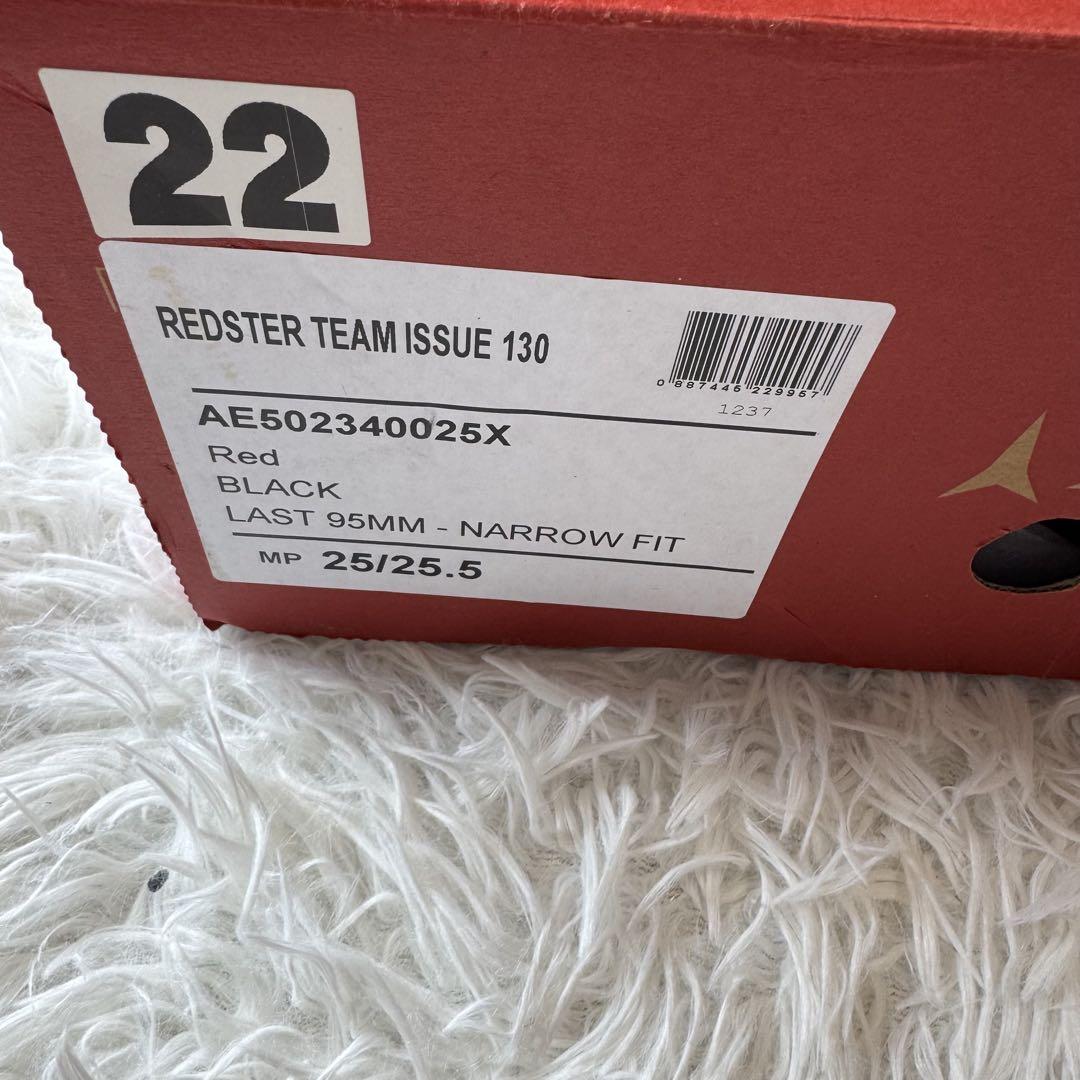 22
REDSTER TEAM ISSUE 130
0 887445 229957
1237
AE502340025X
Red
BLACK
LAST 95MM - NARROW FIT
MP 25/25.5